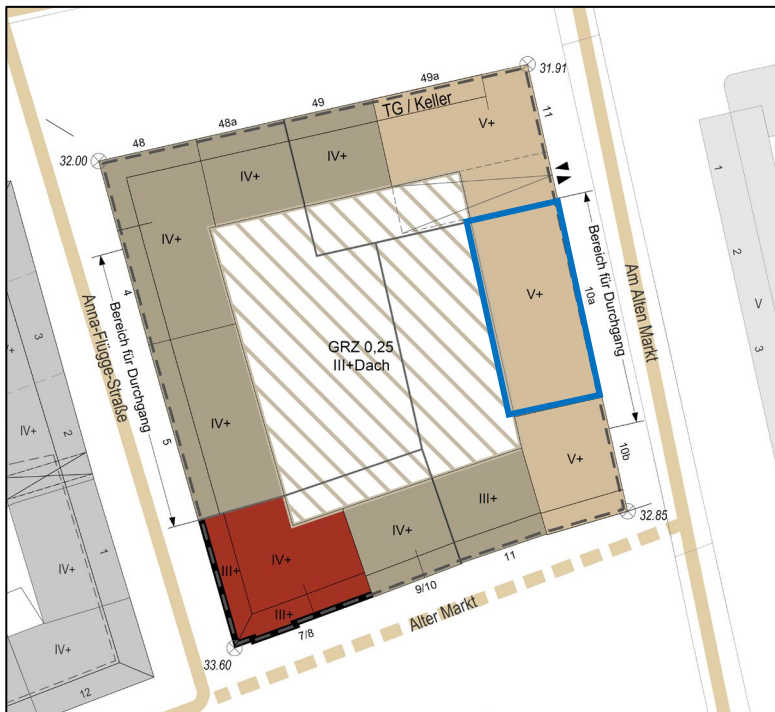 31.91
49a
49
48a
48
TG / Keller
11
32.00
V+
IV+
IV+
IV+
Bereich für Durchgang
4
5
Anna-Flügge-Straße
V+
10a
Bereich für Durchgang
Am Alten Markt
1
2
V
3
GRZ 0,25
III+Dach
3
IV+
2
IV+
V+
10b
III+
IV+
32.85
IV+
III+
III+
11
9/10
7/8
Alter Markt
1
IV+
IV+
33.60
12